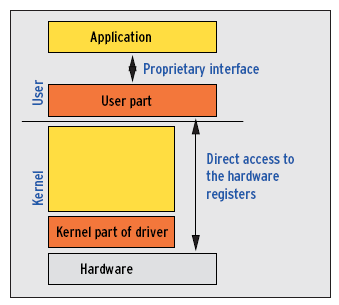 Application
Proprietary interface
User
User part
Direct access to
the hardware
registers
Kernel
Kernel part of driver
Hardware